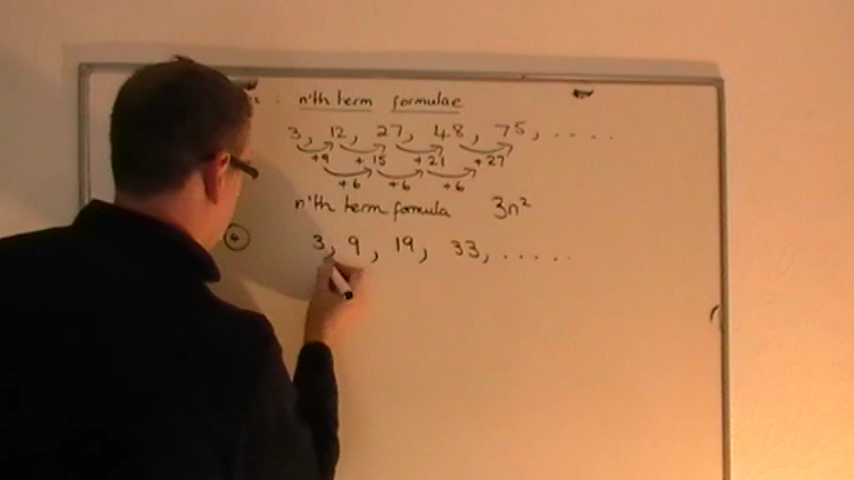 : n'th term formulae
3, 12, 27, 48, 75, ....
+9 +15 +21 +27
+6 +6 +6
n'th term formula 3n²
3, 9, 19, 33, .....